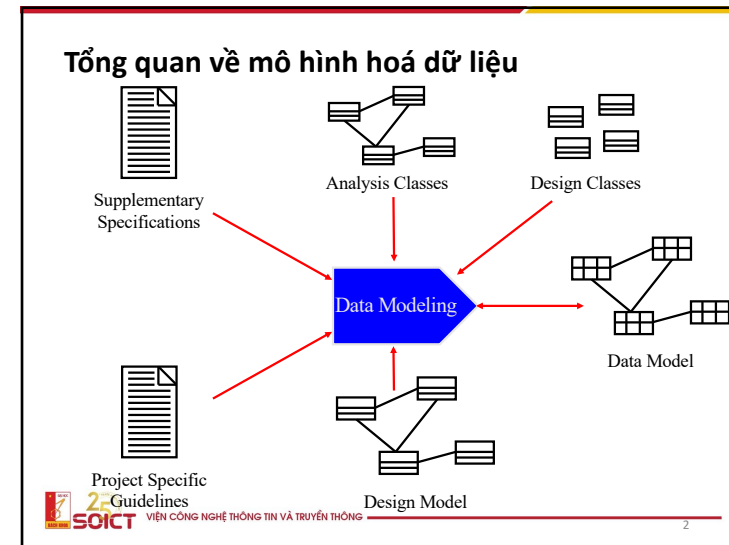 Tổng quan về mô hình hoá dữ liệu
Supplementary
Specifications
Analysis Classes
Design Classes
Data Modeling
Data Model
Project Specific
Guidelines
Design Model
25
SOICT
VIỆN CÔNG NGHỆ THÔNG TIN VÀ TRUYỀN THÔNG
2